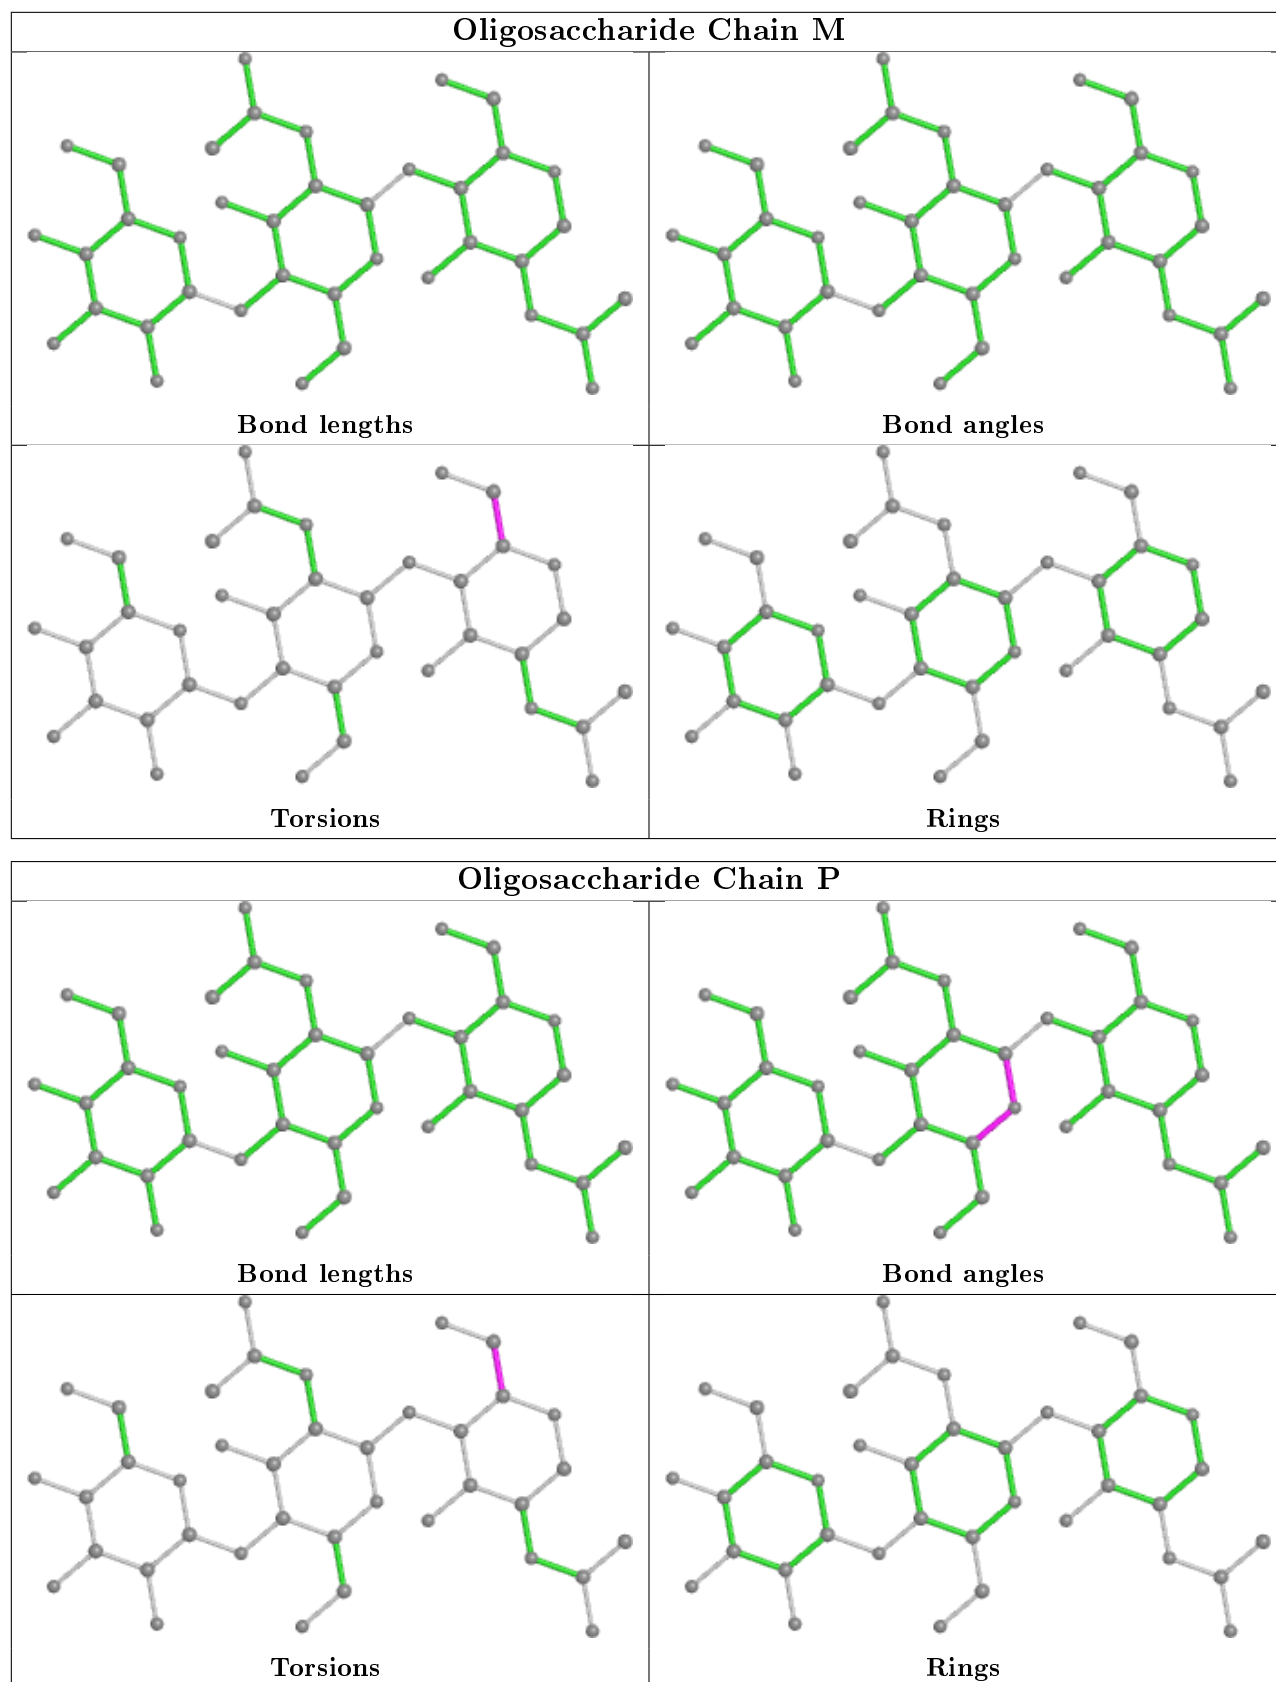 Oligosaccharide Chain M
Bond lengths
Bond angles
Torsions
Rings
Oligosaccharide Chain P
Bond lengths
Bond angles
Torsions
Rings